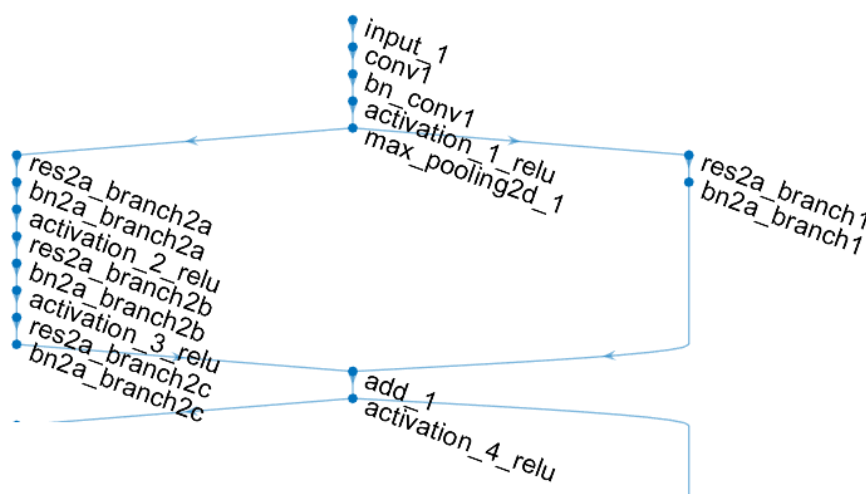 input_1
conv1
bn_conv1
activation_1_relu
max_pooling2d_1
res2a_branch2a
bn2a_branch2a
activation_2_relu
res2a_branch2b
bn2a_branch2b
activation_3_relu
res2a_branch2c
bn2a_branch2c
res2a_branch1
bn2a_branch1
add_1
activation_4_relu